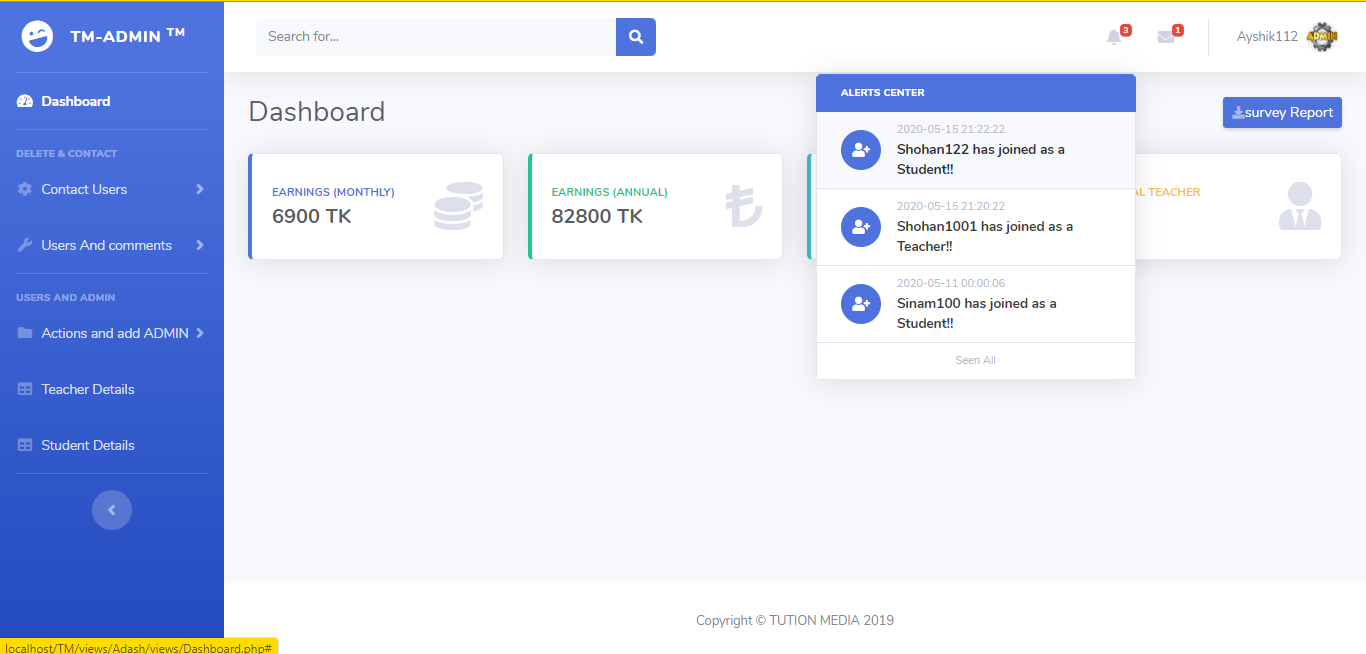 TM-ADMIN TM
Search for...
3
1
Ayshik112
ADMIN
Dashboard
DELETE & CONTACT
Contact Users
Users And comments
USERS AND ADMIN
Actions and add ADMIN
Teacher Details
Student Details
Dashboard
survey Report
EARNINGS (MONTHLY)
6900 TK
EARNINGS (ANNUAL)
82800 TK
TEACHER
ALERTS CENTER
2020-05-15 21:22:22
Shohan122 has joined as a
Student!!
2020-05-15 21:20:22
Shohan1001 has joined as a
Teacher!!
2020-05-11 00:00:06
Sinam100 has joined as a
Student!!
Seen All
Copyright © TUTION MEDIA 2019
localhost/TM/views/Adash/views/Dashboard.php#